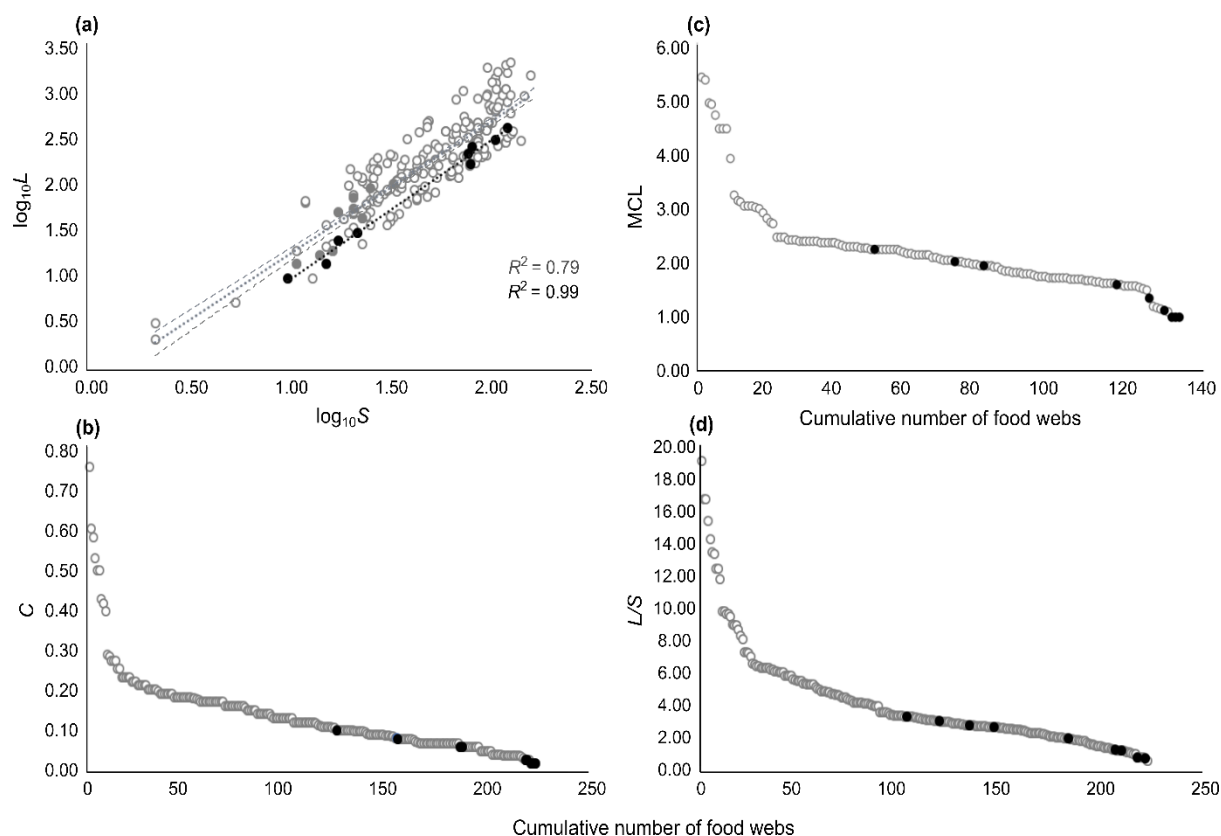 (a)
3.50
3.00
2.50
2.00
1.50
1.00
0.50
0.00
log₁₀L
R² = 0.79
R² = 0.99
0.00 0.50 1.00 1.50 2.00 2.50
log₁₀S
(c)
6.00
5.00
4.00
3.00
2.00
1.00
0.00
MCL
0 20 40 60 80 100 120 140
Cumulative number of food webs
(b)
0.80
0.70
0.60
0.50
0.40
0.30
0.20
0.10
0.00
C
0 50 100 150 200 250
(d)
20.00
18.00
16.00
14.00
12.00
10.00
8.00
6.00
4.00
2.00
0.00
L/S
0 50 100 150 200 250
Cumulative number of food webs